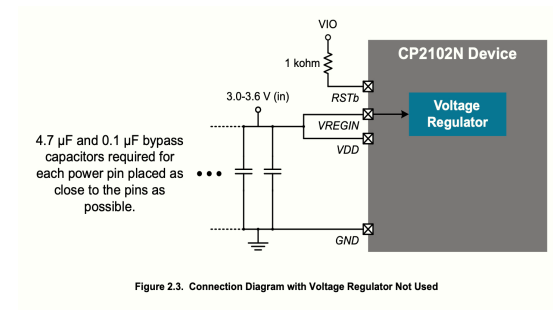 VIO
1 kohm
CP2102N Device
RSTb
3.0-3.6 V (in)
VREGIN
Voltage
Regulator
VDD
4.7 µF and 0.1 µF bypass
capacitors required for
each power pin placed as
close to the pins as
possible.
GND
Figure 2.3. Connection Diagram with Voltage Regulator Not Used